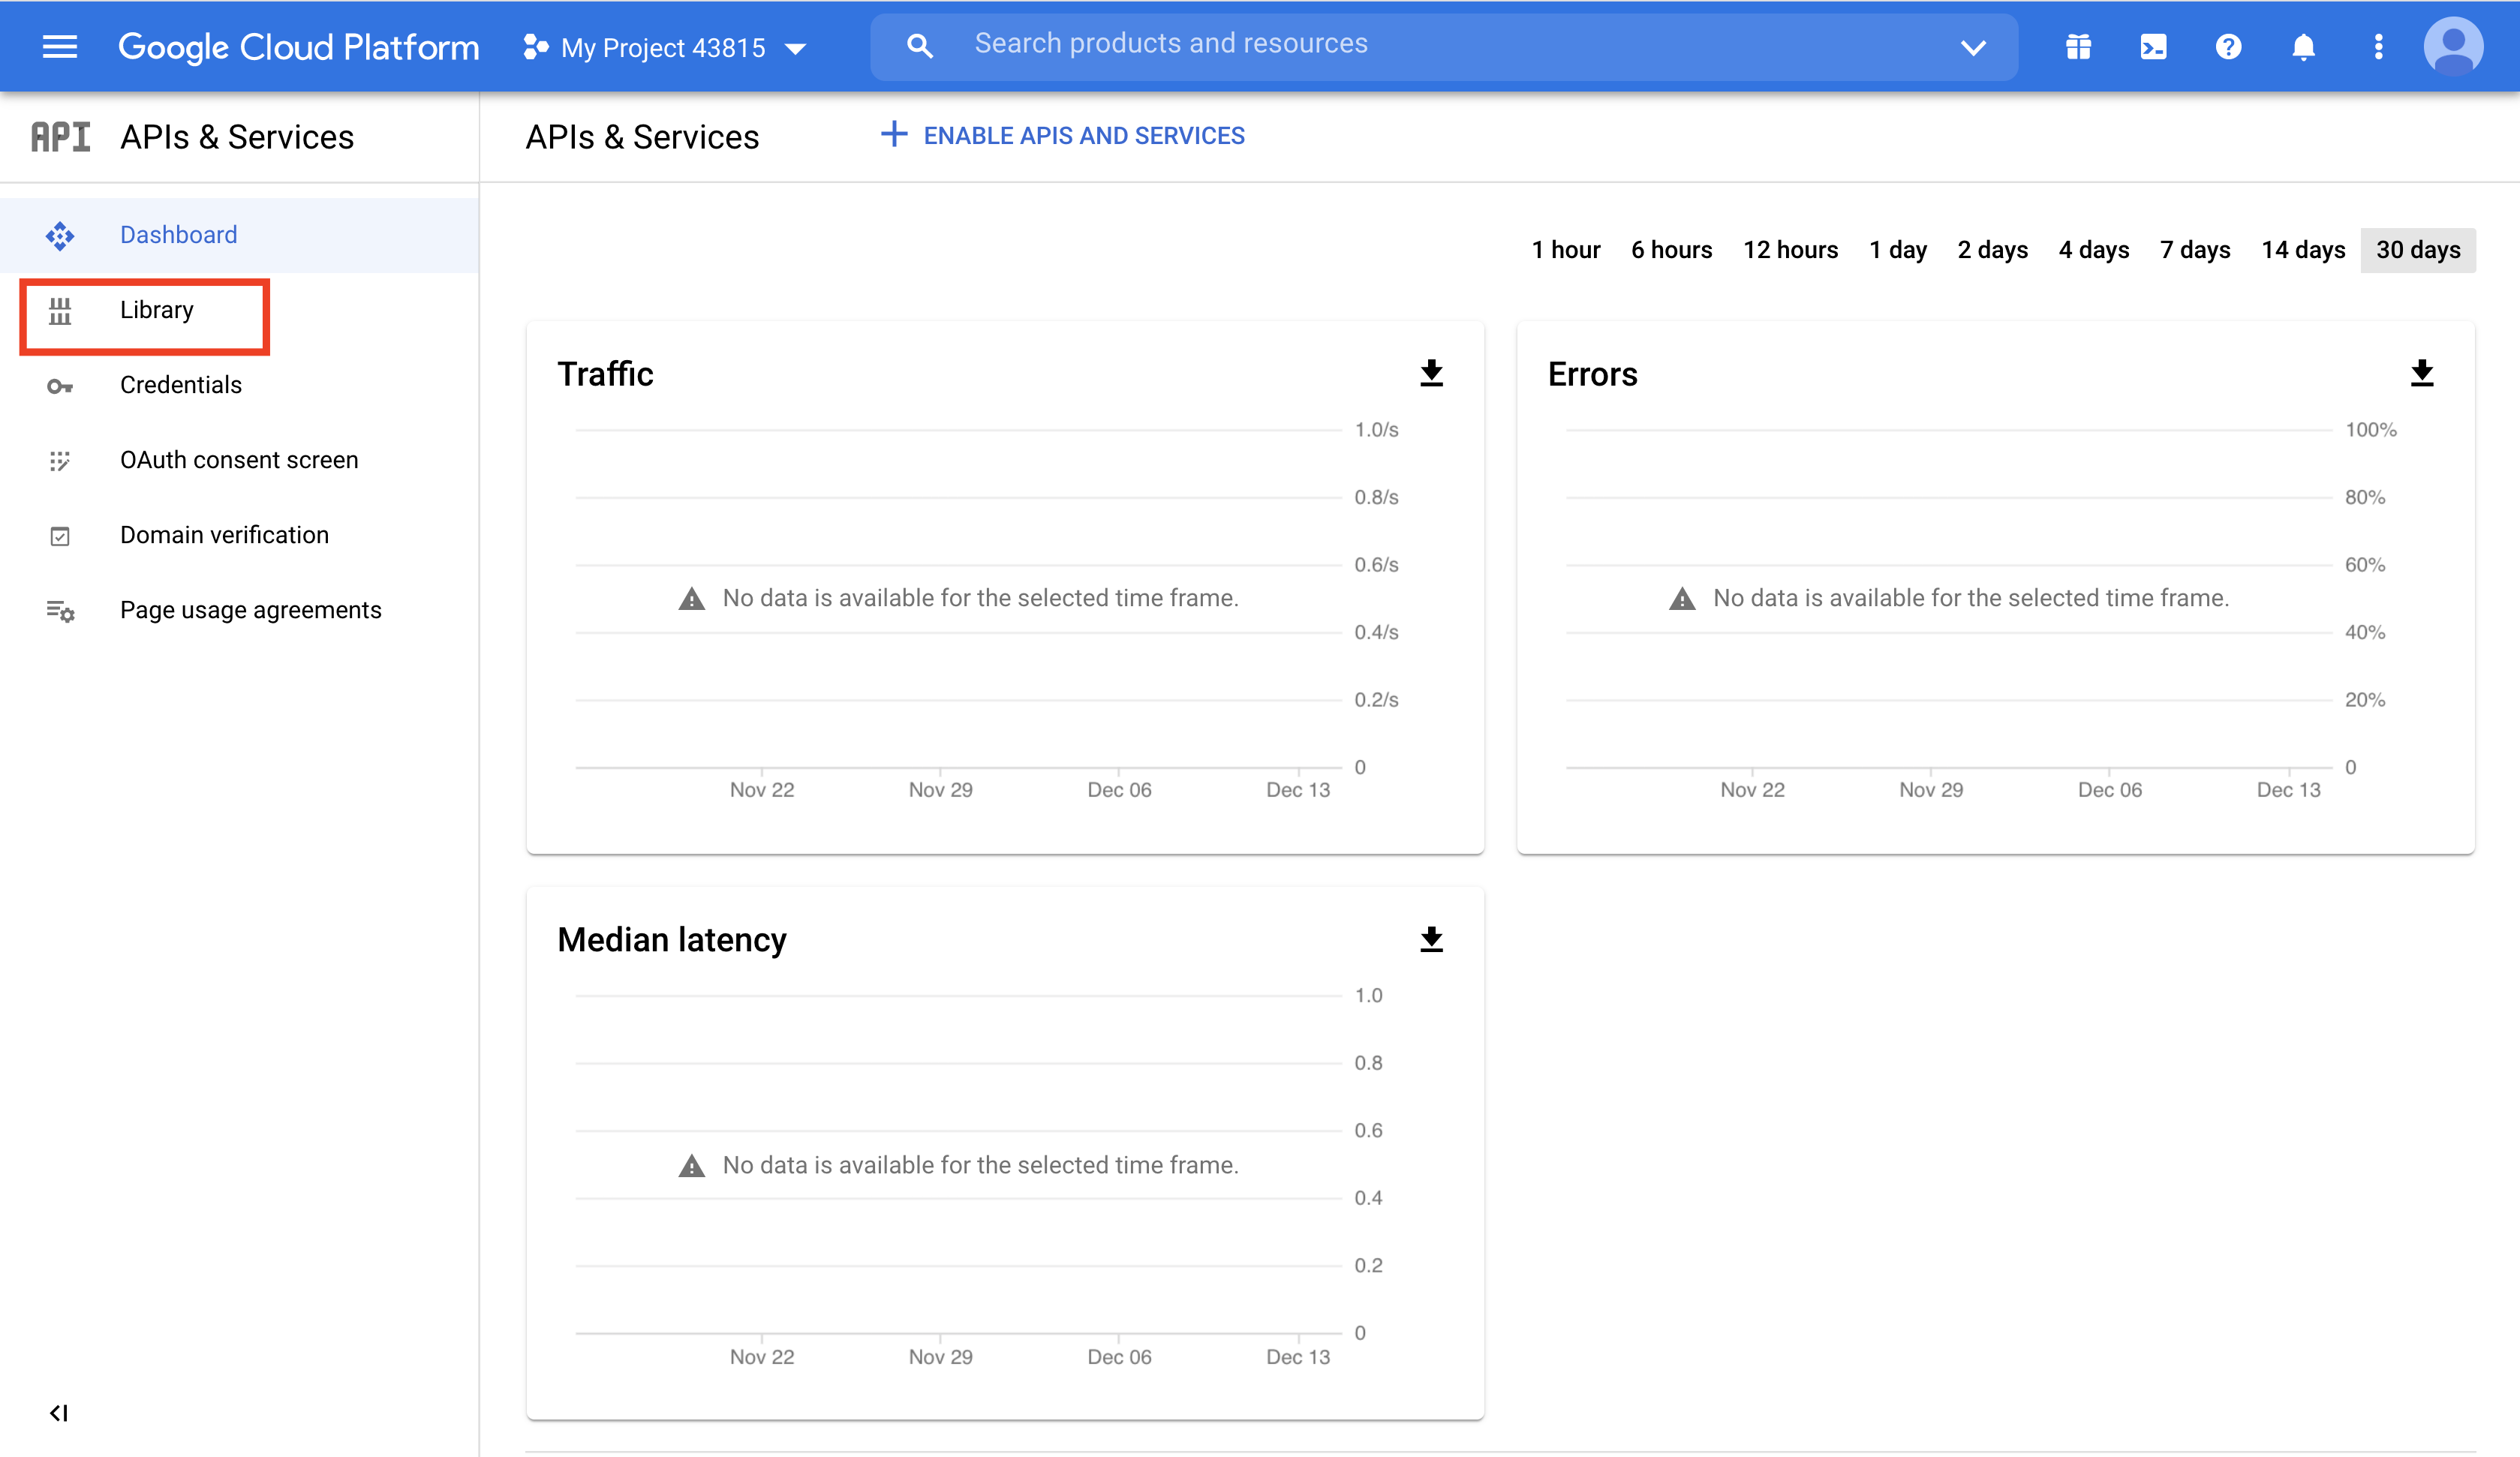 Google Cloud Platform
My Project 43815
Search products and resources
API APIs & Services
APIs & Services
ENABLE APIS AND SERVICES
Dashboard
Library
Credentials
OAuth consent screen
Domain verification
Page usage agreements
1 hour 6 hours 12 hours 1 day 2 days 4 days 7 days 14 days 30 days
Traffic
1.0/s
0.8/s
0.6/s
No data is available for the selected time frame.
0.4/s
0.2/s
0
Nov 22 Nov 29 Dec 06 Dec 13
Errors
100%
80%
60%
No data is available for the selected time frame.
40%
20%
0
Nov 22 Nov 29 Dec 06 Dec 13
Median latency
1.0
0.8
0.6
No data is available for the selected time frame.
0.4
0.2
0
Nov 22 Nov 29 Dec 06 Dec 13